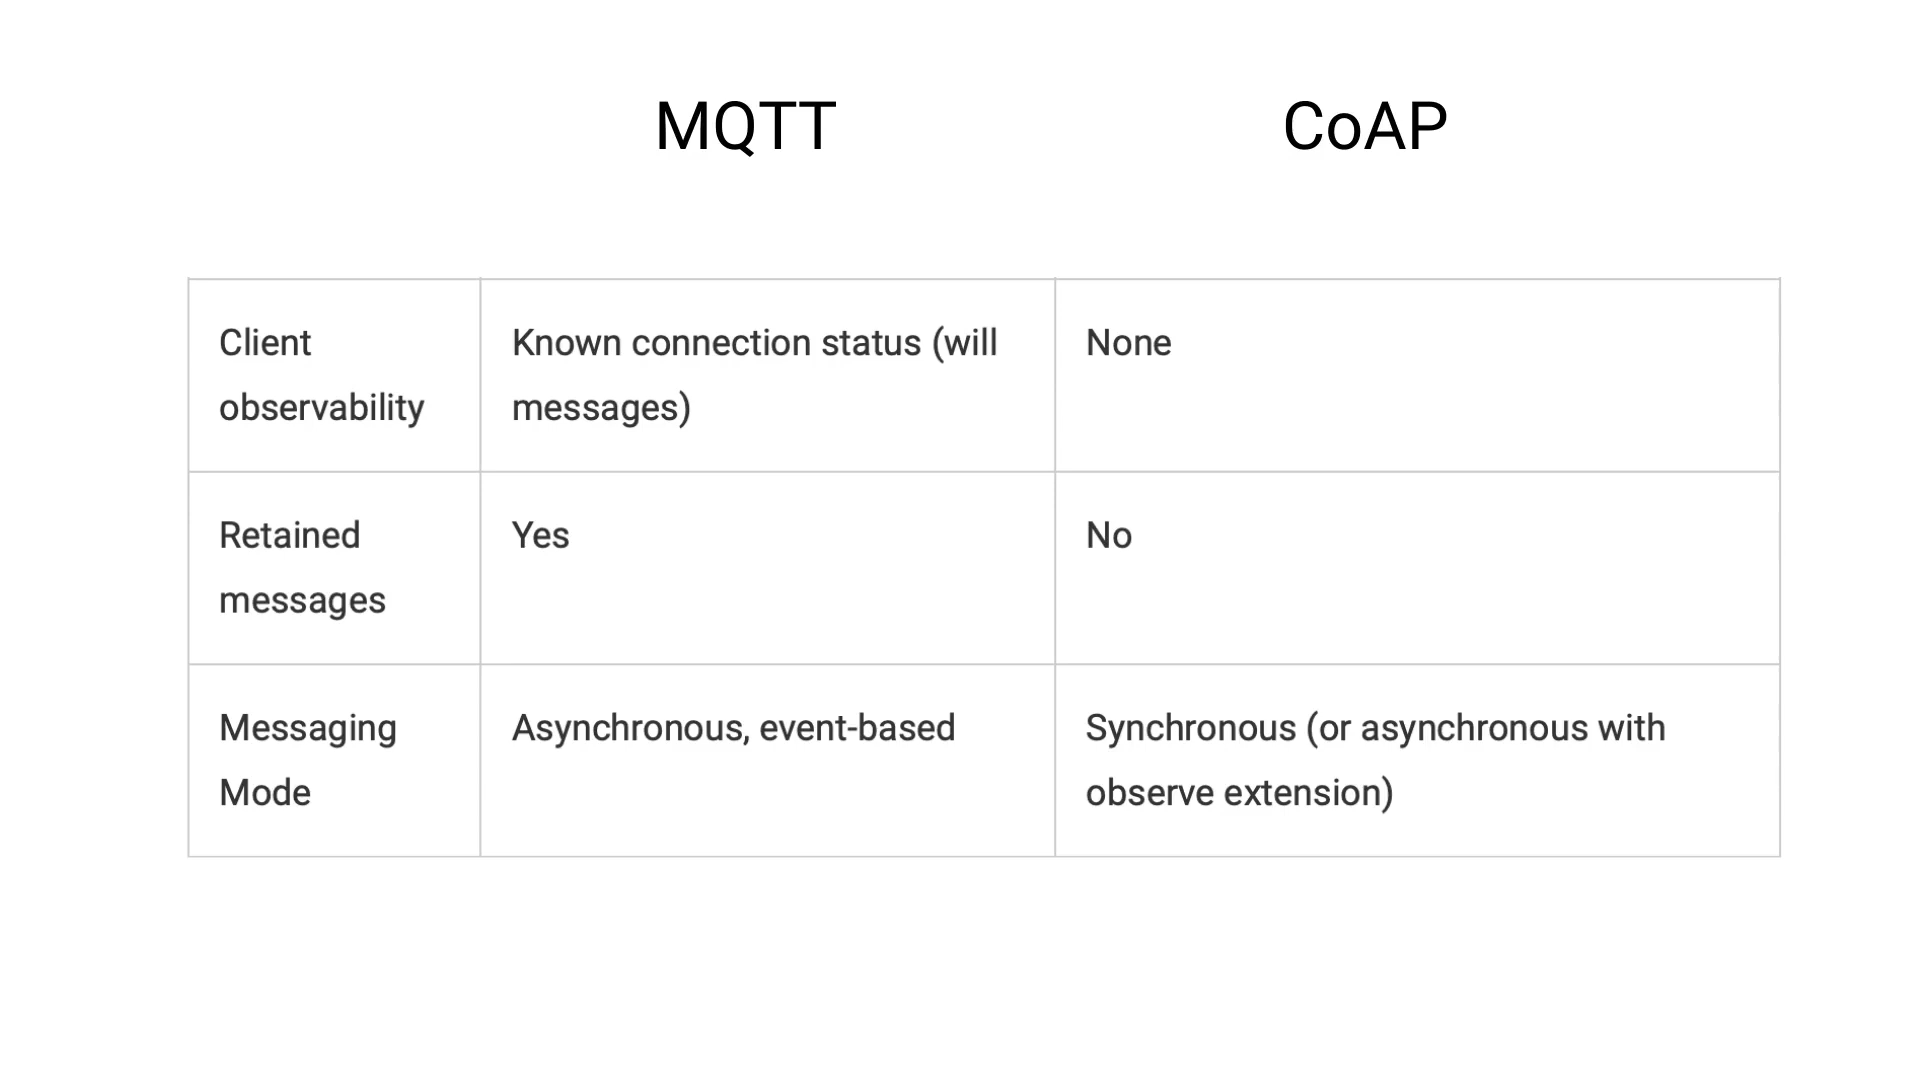 MQTT CoAP
Client observability
Known connection status (will messages)
None
Retained messages
Yes
No
Messaging Mode
Asynchronous, event-based
Synchronous (or asynchronous with observe extension)